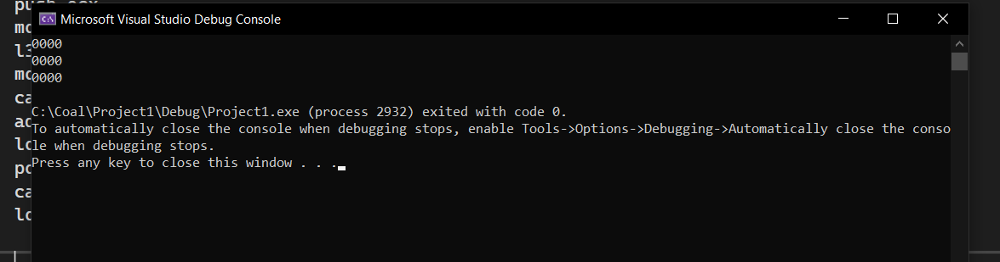 Microsoft Visual Studio Debug Console
0000
0000
0000
C:\Coal\Project1\Debug\Project1.exe (process 2932) exited with code 0.
To automatically close the console when debugging stops, enable Tools->Options->Debugging->Automatically close the conso
le when debugging stops.
Press any key to close this window . . .